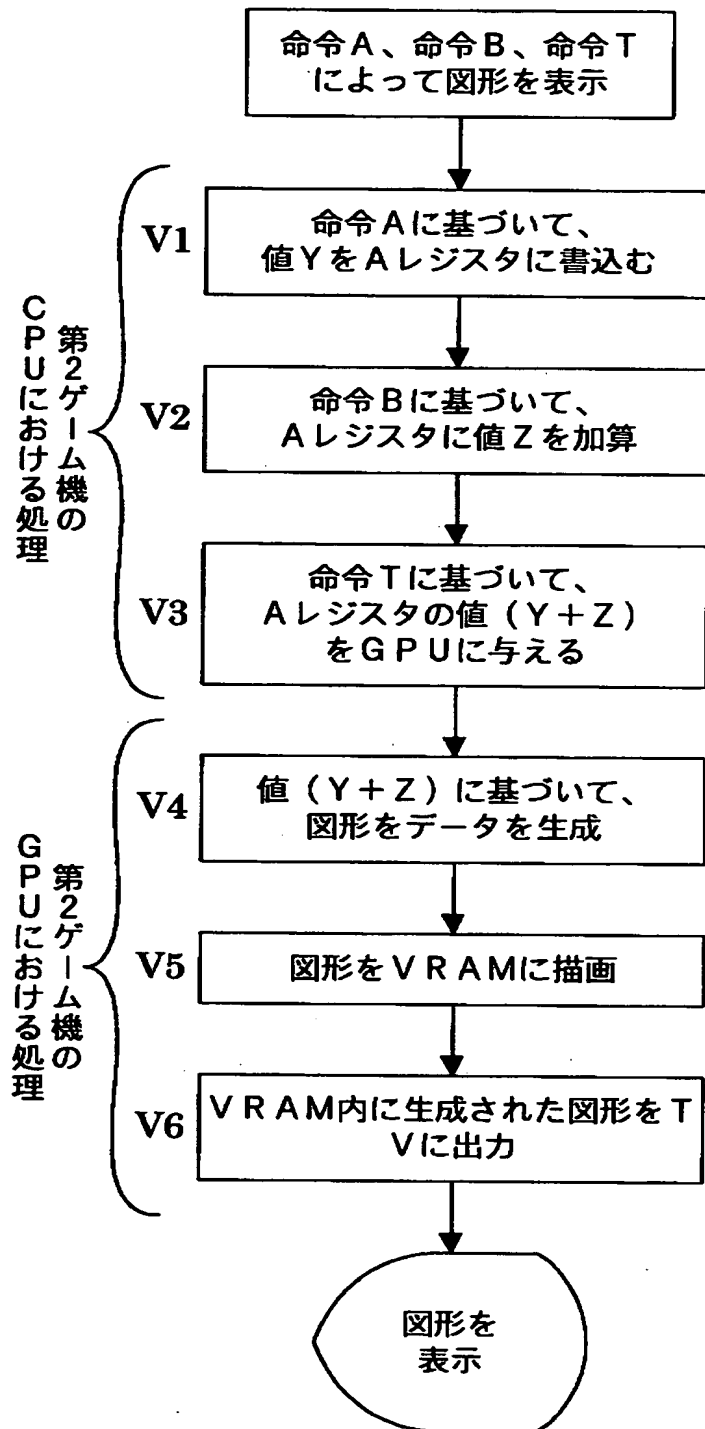 命令A、命令B、命令T
によって図形を表示
第2ゲーム機の
CPUにおける処理
V1
命令Aに基づいて、
値YをAレジスタに書込む
V2
命令Bに基づいて、
Aレジスタに値Zを加算
V3
命令Tに基づいて、
Aレジスタの値(Y+Z)
をGPUに与える
第2ゲーム機の
GPUにおける処理
V4
値(Y+Z)に基づいて、
図形をデータを生成
V5
図形をVRAMに描画
V6
VRAM内に生成された図形をT
Vに出力
図形を
表示